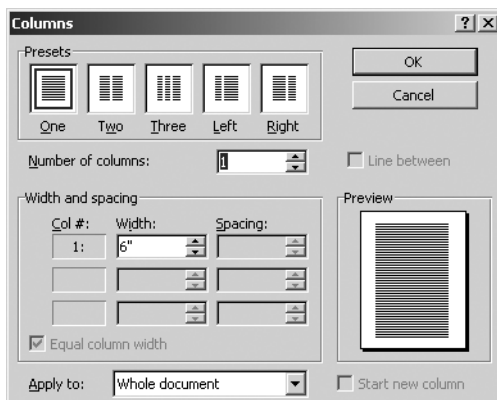 Columns
Presets
One Two Three Left Right
OK
Cancel
Number of columns: 1
Line between
Width and spacing
Col #: Width: Spacing:
1: 6"
Equal column width
Preview
Apply to: Whole document
Start new column